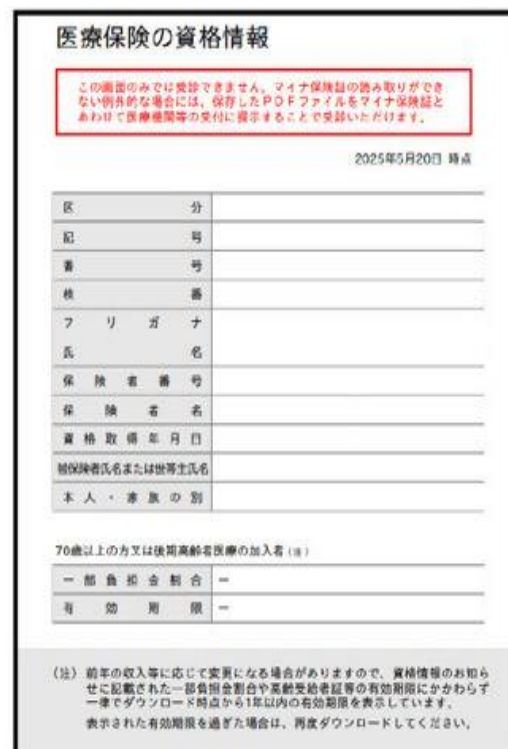 医療保険の資格情報
この画面のみでは受診できません。マイナ保険証の読み取りができ
ない例外的な場合には、保存したPDFファイルをマイナ保険証と
あわせて医療機関等の受付に提示することで受診いただけます。
2025年5月20日 時点
区分
記号
番号
枝番
フリガナ
氏名
保険者番号
保険者名
資格取得年月日
被保険者氏名または世帯主氏名
本人・家族の別
70歳以上の方又は後期高齢者医療の加入者(注)
一部負担金割合 ー
有効期限 ー
(注) 前年の収入等に応じて変更になる場合がありますので、資格情報のお知ら
せに記載された一部負担金割合や高齢受給者証等の有効期限にかかわらず
一律でダウンロード時点から1年以内の有効期限を表示しています。
表示された有効期限を過ぎた場合は、再度ダウンロードしてください。